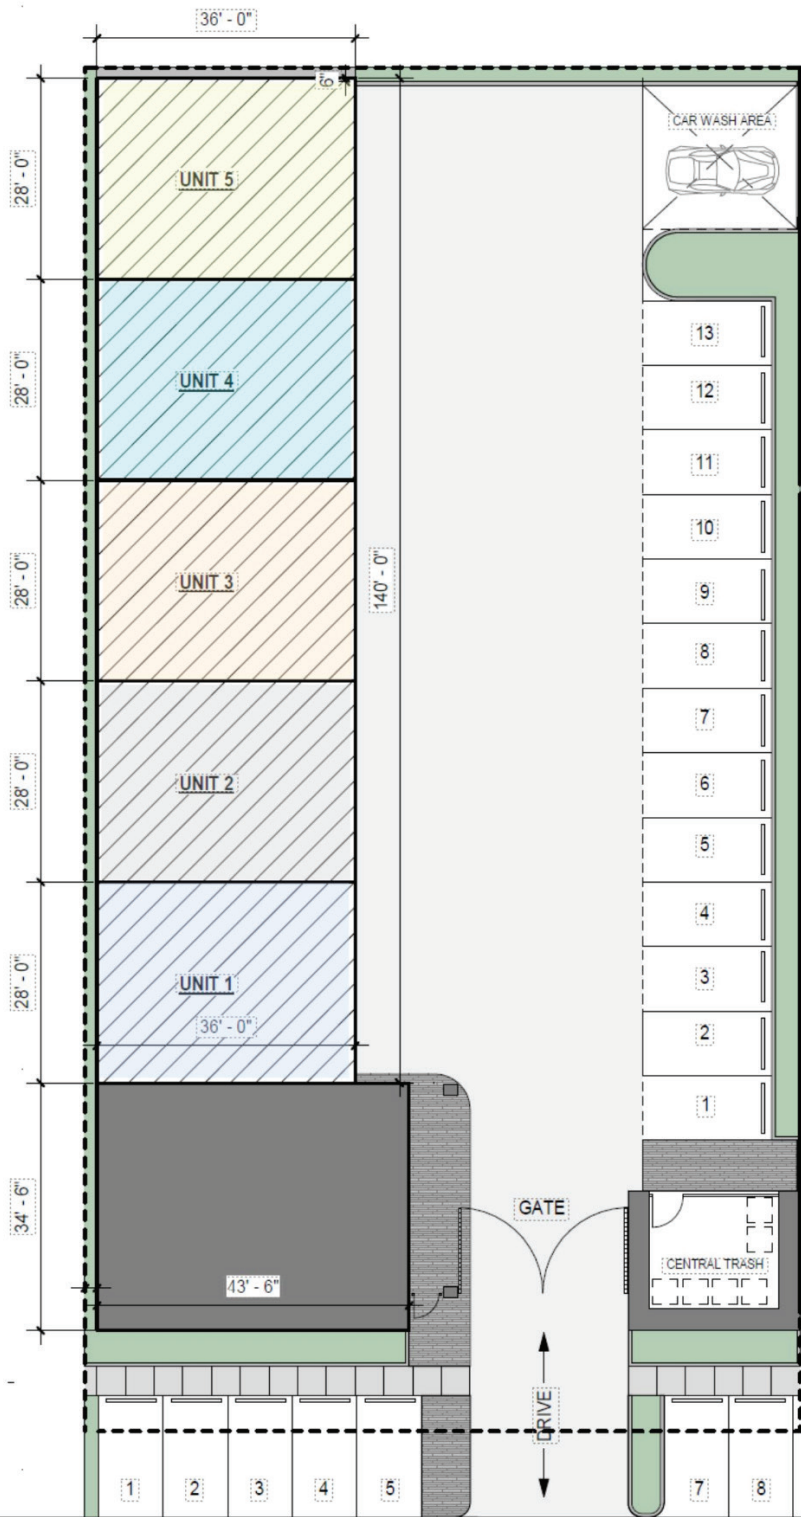 36' - 0"
6"
CAR WASH AREA
28' - 0"
UNIT 5
13
28' - 0"
UNIT 4
12
11
10
28' - 0"
UNIT 3
140' - 0"
9
8
7
28' - 0"
UNIT 2
6
5
4
28' - 0"
UNIT 1
3
36' - 0"
2
1
34' - 6"
GATE
CENTRAL TRASH
43' - 6"
DRIVE
1
2
3
4
5
7
8